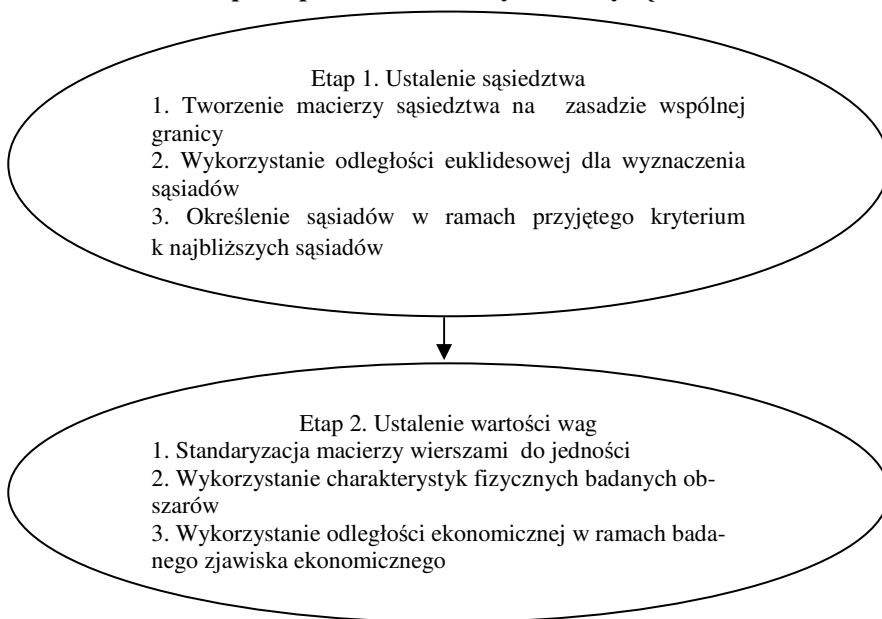 Etap 1. Ustalenie sąsiedztwa
1. Tworzenie macierzy sąsiedztwa na zasadzie wspólnej
granicy
2. Wykorzystanie odległości euklidesowej dla wyznaczenia
sąsiadów
3. Określenie sąsiadów w ramach przyjętego kryterium
k najbliższych sąsiadów
Etap 2. Ustalenie wartości wag
1. Standaryzacja macierzy wierszami do jedności
2. Wykorzystanie charakterystyk fizycznych badanych ob-
szarów
3. Wykorzystanie odległości ekonomicznej w ramach bada-
nego zjawiska ekonomicznego